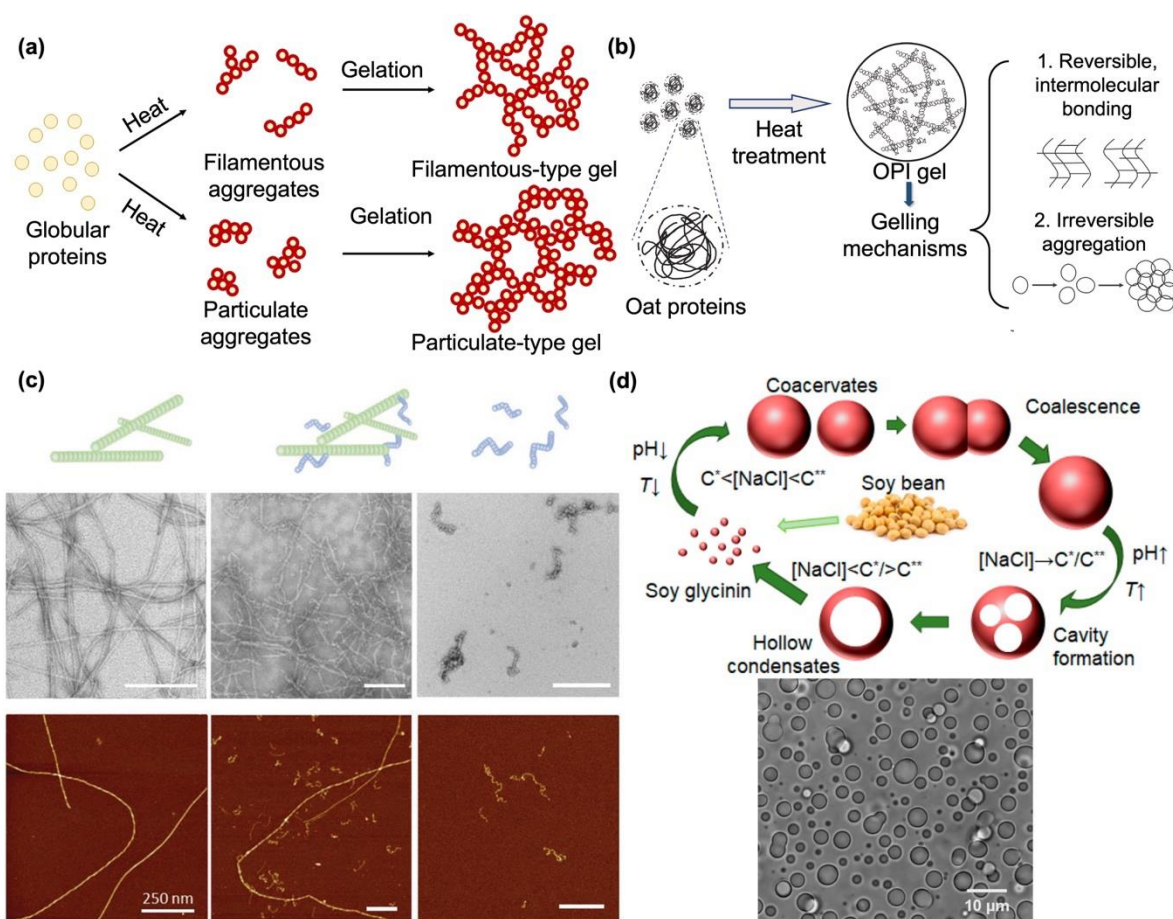 (a)
Globular
proteins
Heat
Heat
Filamentous
aggregates
Gelation
Filamentous-type gel
Particulate
aggregates
Gelation
Particulate-type gel
(b)
Oat proteins
Heat
treatment
OPI gel
Gelling
mechanisms
1. Reversible,
intermolecular
bonding
2. Irreversible
aggregation
(c)
250 nm
(d)
Coacervates
Coalescence
pH↓
T↓
C*<[NaCl]<C**
Soy bean
Soy glycinin
[NaCl]<C*/>C**
[NaCl]→C*/C**
pH↑
T↑
Hollow
condensates
Cavity
formation
10 µm